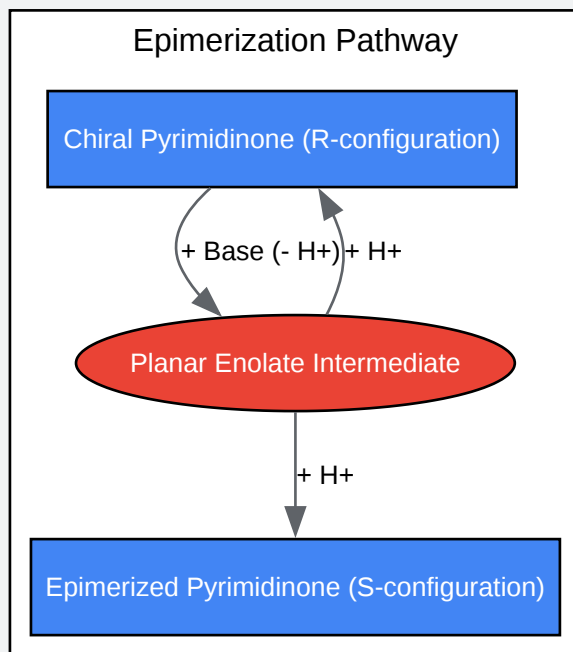 Epimerization Pathway
Chiral Pyrimidinone (R-configuration)
+ Base (- H+)
+ H+
Planar Enolate Intermediate
+ H+
Epimerized Pyrimidinone (S-configuration)